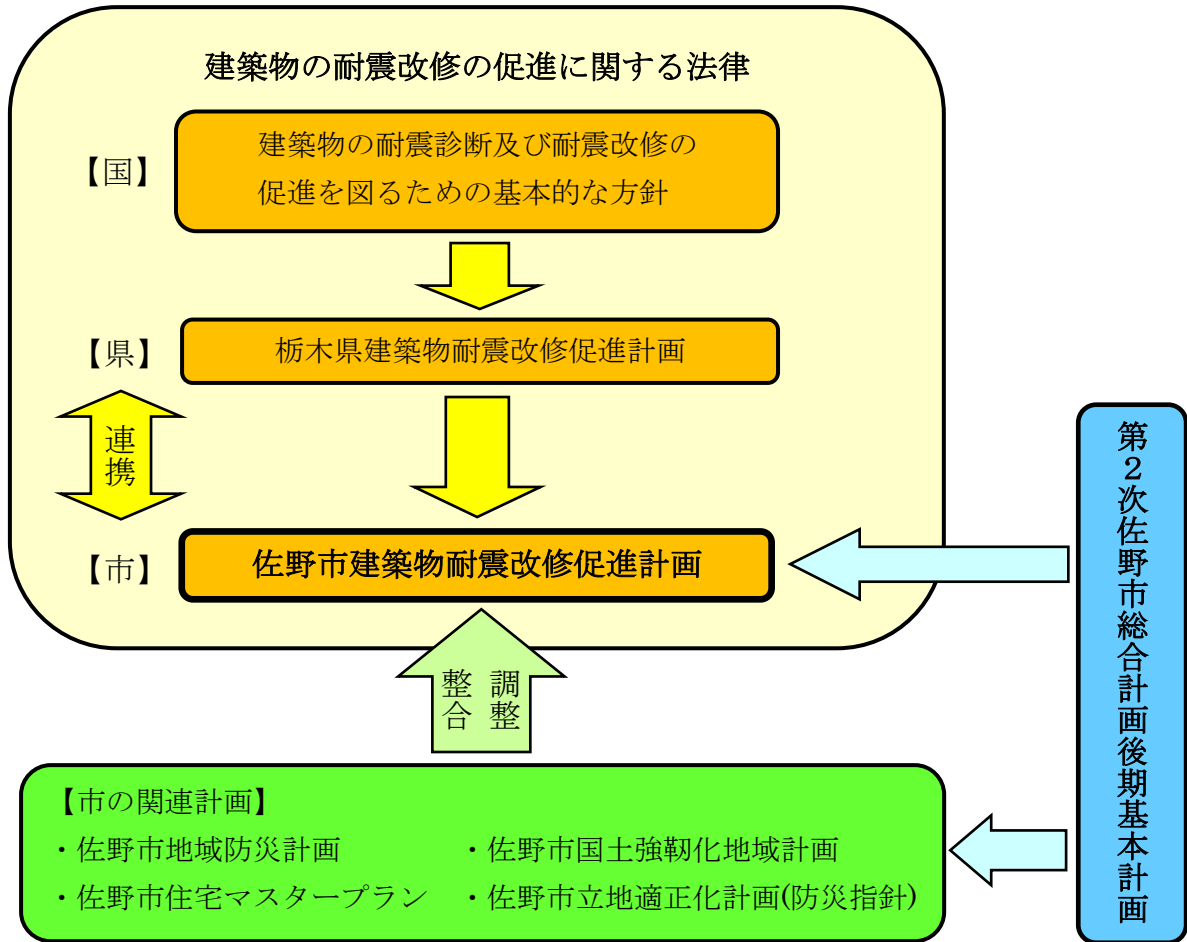 建築物の耐震改修の促進に関する法律
【国】
建築物の耐震診断及び耐震改修の
促進を図るための基本的な方針
【県】
栃木県建築物耐震改修促進計画
連携
【市】
佐野市建築物耐震改修促進計画
調整
整合
第2次佐野市総合計画後期基本計画
【市の関連計画】
・佐野市地域防災計画
・佐野市国土強靭化地域計画
・佐野市住宅マスタープラン
・佐野市立地適正化計画(防災指針)